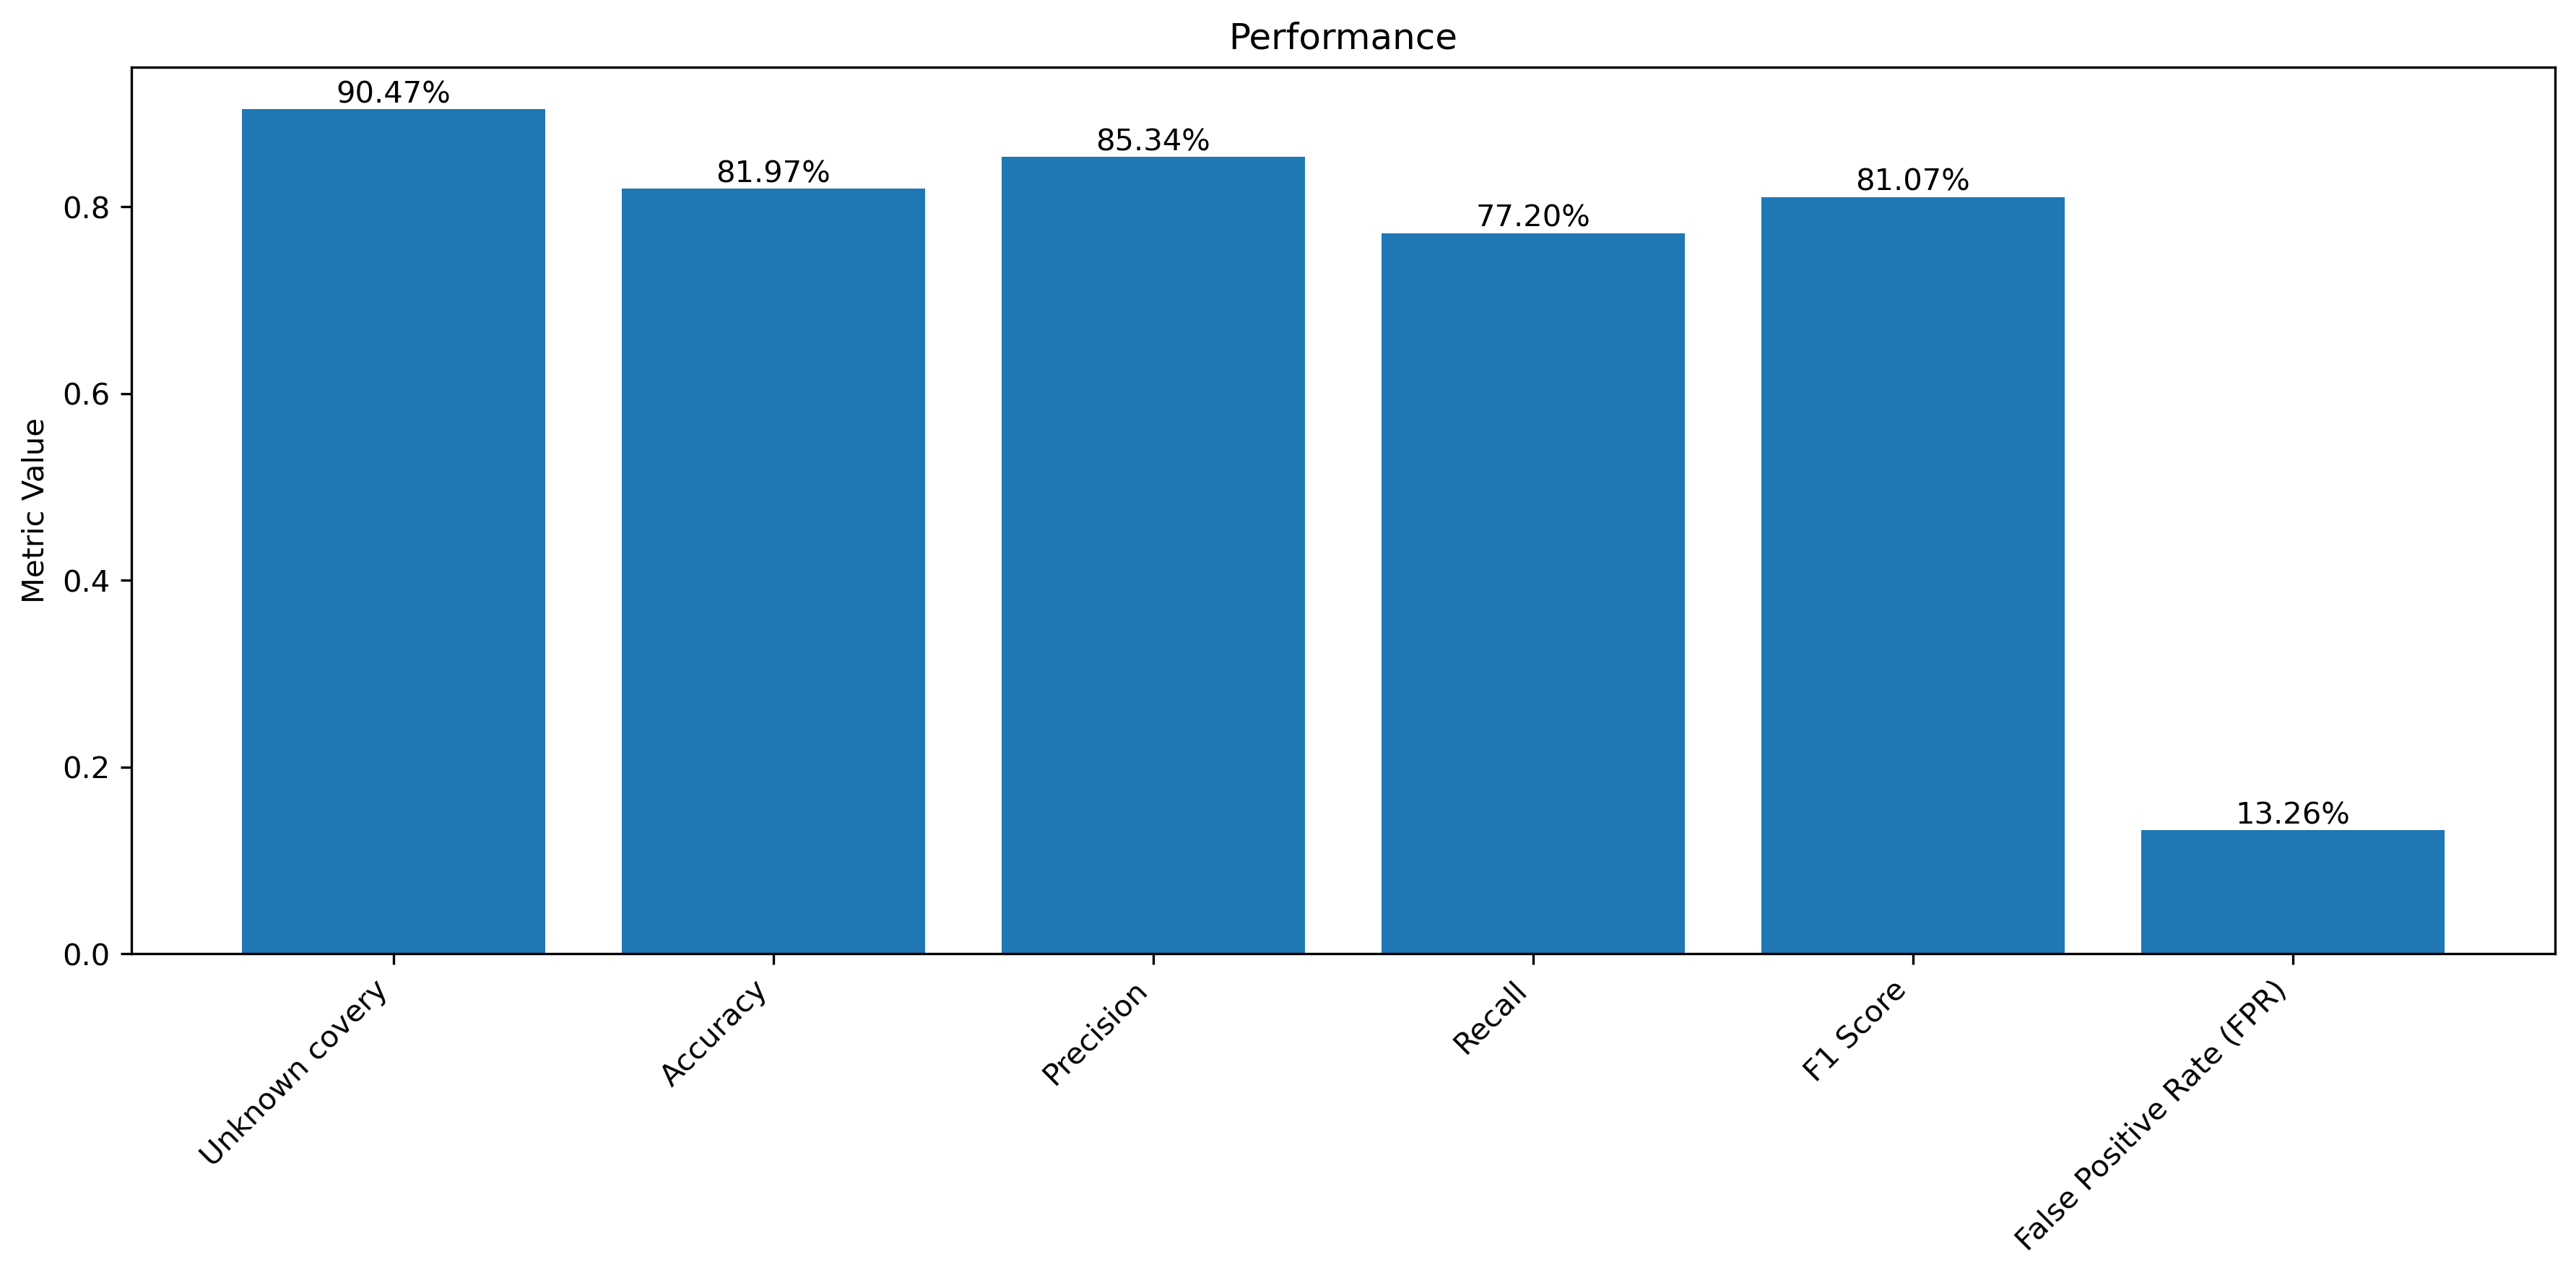 Performance
90.47%
81.97%
85.34%
77.20%
81.07%
13.26%
Metric Value
0.8
0.6
0.4
0.2
0.0
Unknown covery
Accuracy
Precision
Recall
F1 Score
False Positive Rate (FPR)